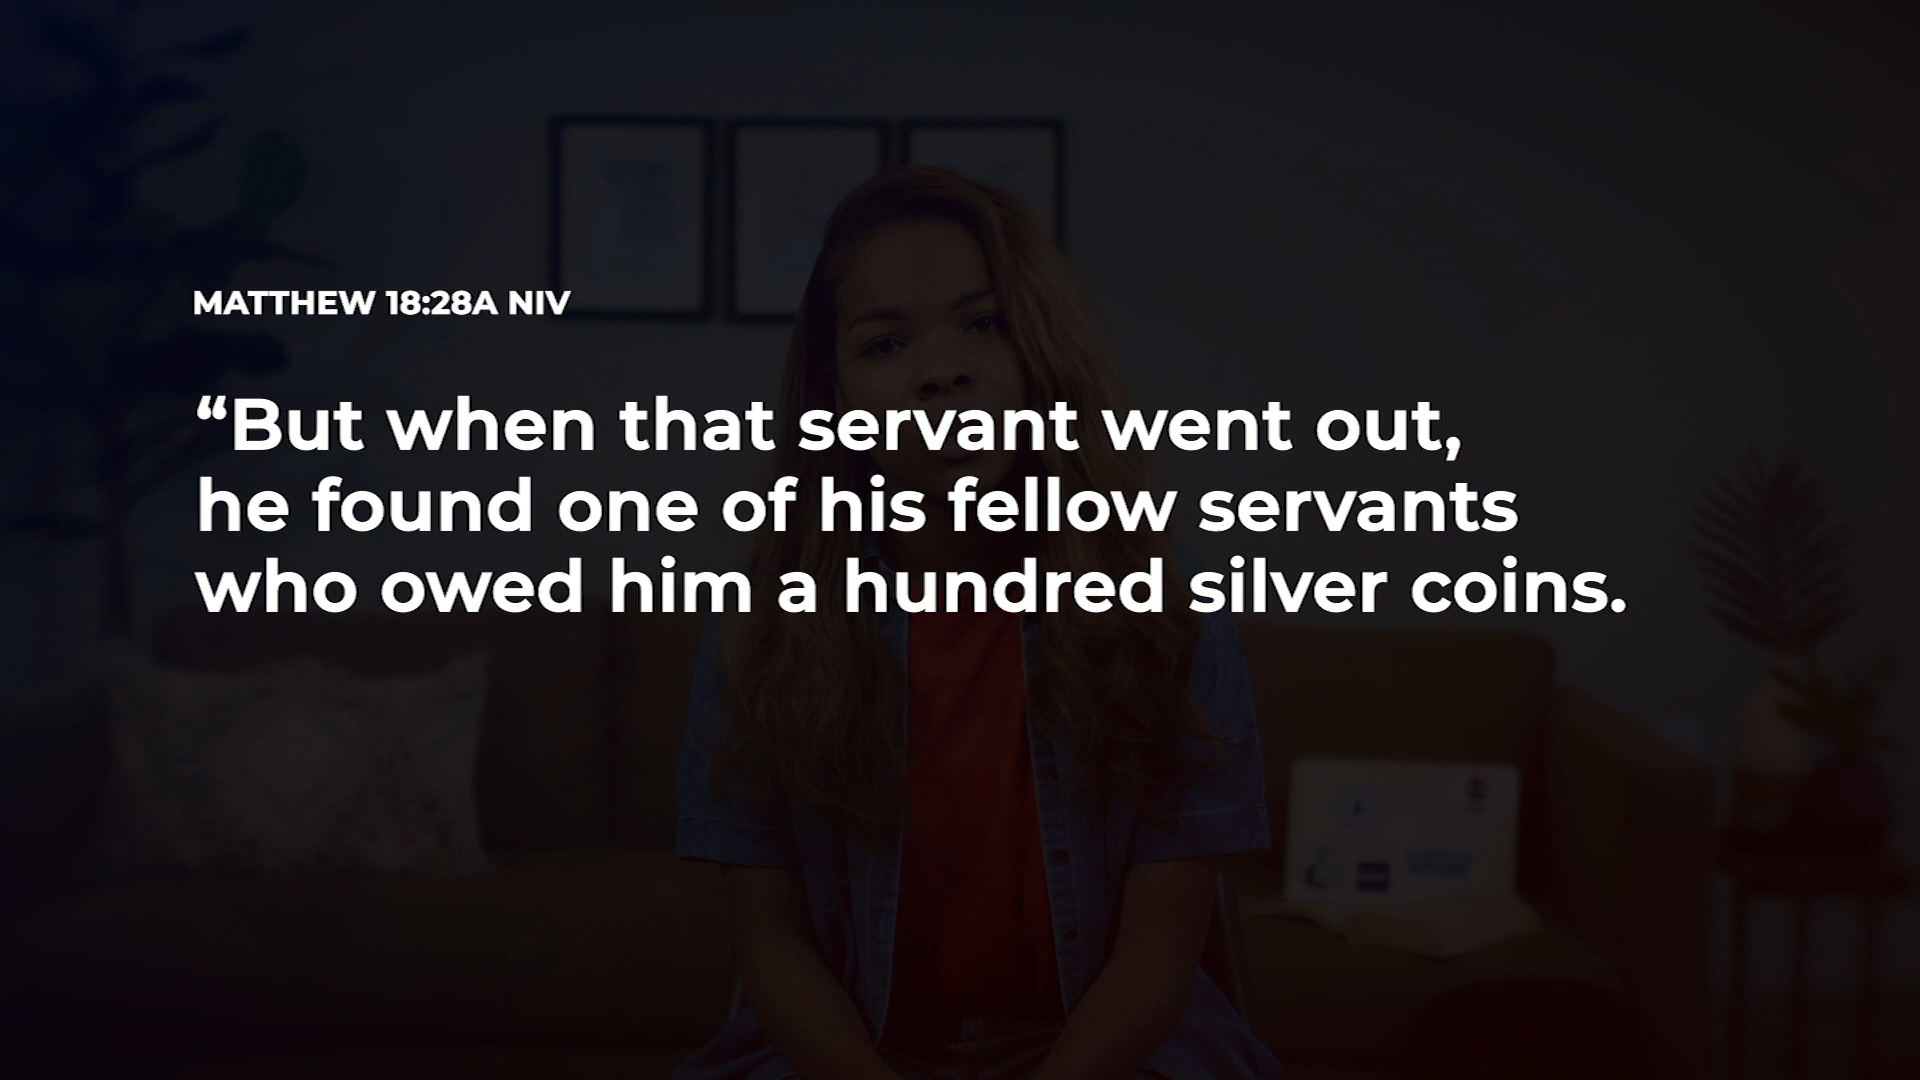 MATTHEW 18:28A NIV
“But when that servant went out,
he found one of his fellow servants
who owed him a hundred silver coins.